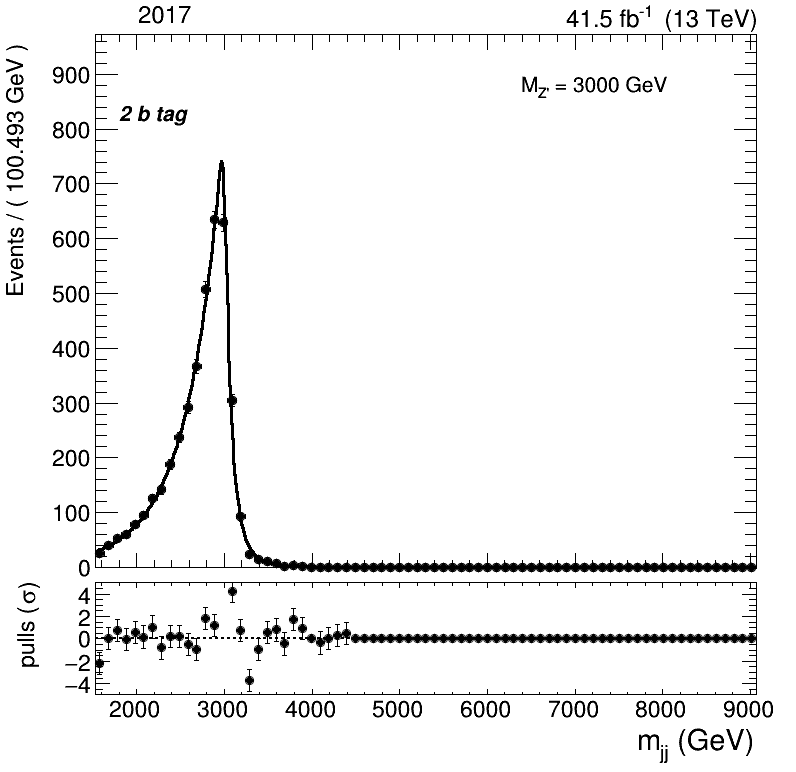 2017
41.5 fb⁻¹ (13 TeV)
Events / ( 100.493 GeV )
900
800
700
600
500
400
300
200
100
0
M_Z' = 3000 GeV
2 b tag
pulls (σ)
4
2
0
−2
−4
2000 3000 4000 5000 6000 7000 8000 9000
m_jj (GeV)